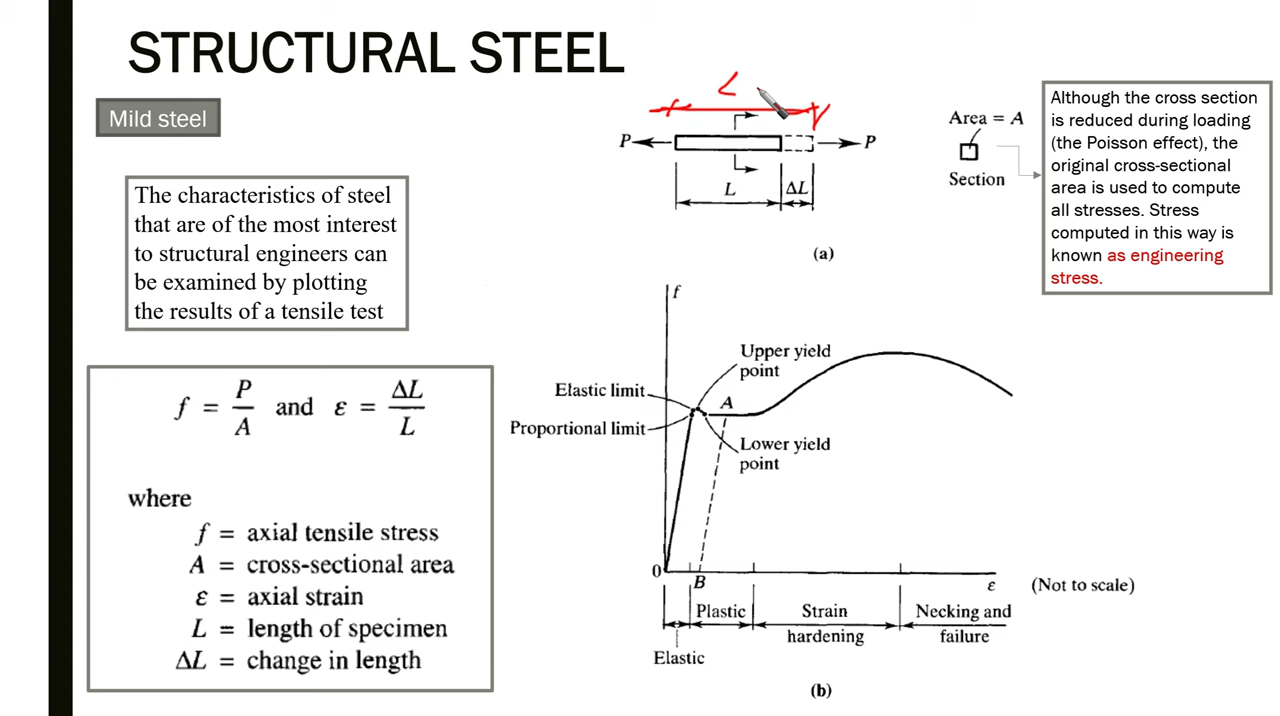 STRUCTURAL STEEL
Mild steel
The characteristics of steel
that are of the most interest
to structural engineers can
be examined by plotting
the results of a tensile test
f = P/A and ε = ΔL/L
where
f = axial tensile stress
A = cross-sectional area
ε = axial strain
L = length of specimen
ΔL = change in length
L
P
P
L
ΔL
(a)
Area = A
Section
Although the cross section
is reduced during loading
(the Poisson effect), the
original cross-sectional
area is used to compute
all stresses. Stress
computed in this way is
known as engineering
stress.
f
Upper yield
point
Elastic limit
A
Proportional limit
Lower yield
point
0
B
ε
(Not to scale)
Plastic
Strain
hardening
Necking and
failure
Elastic
(b)